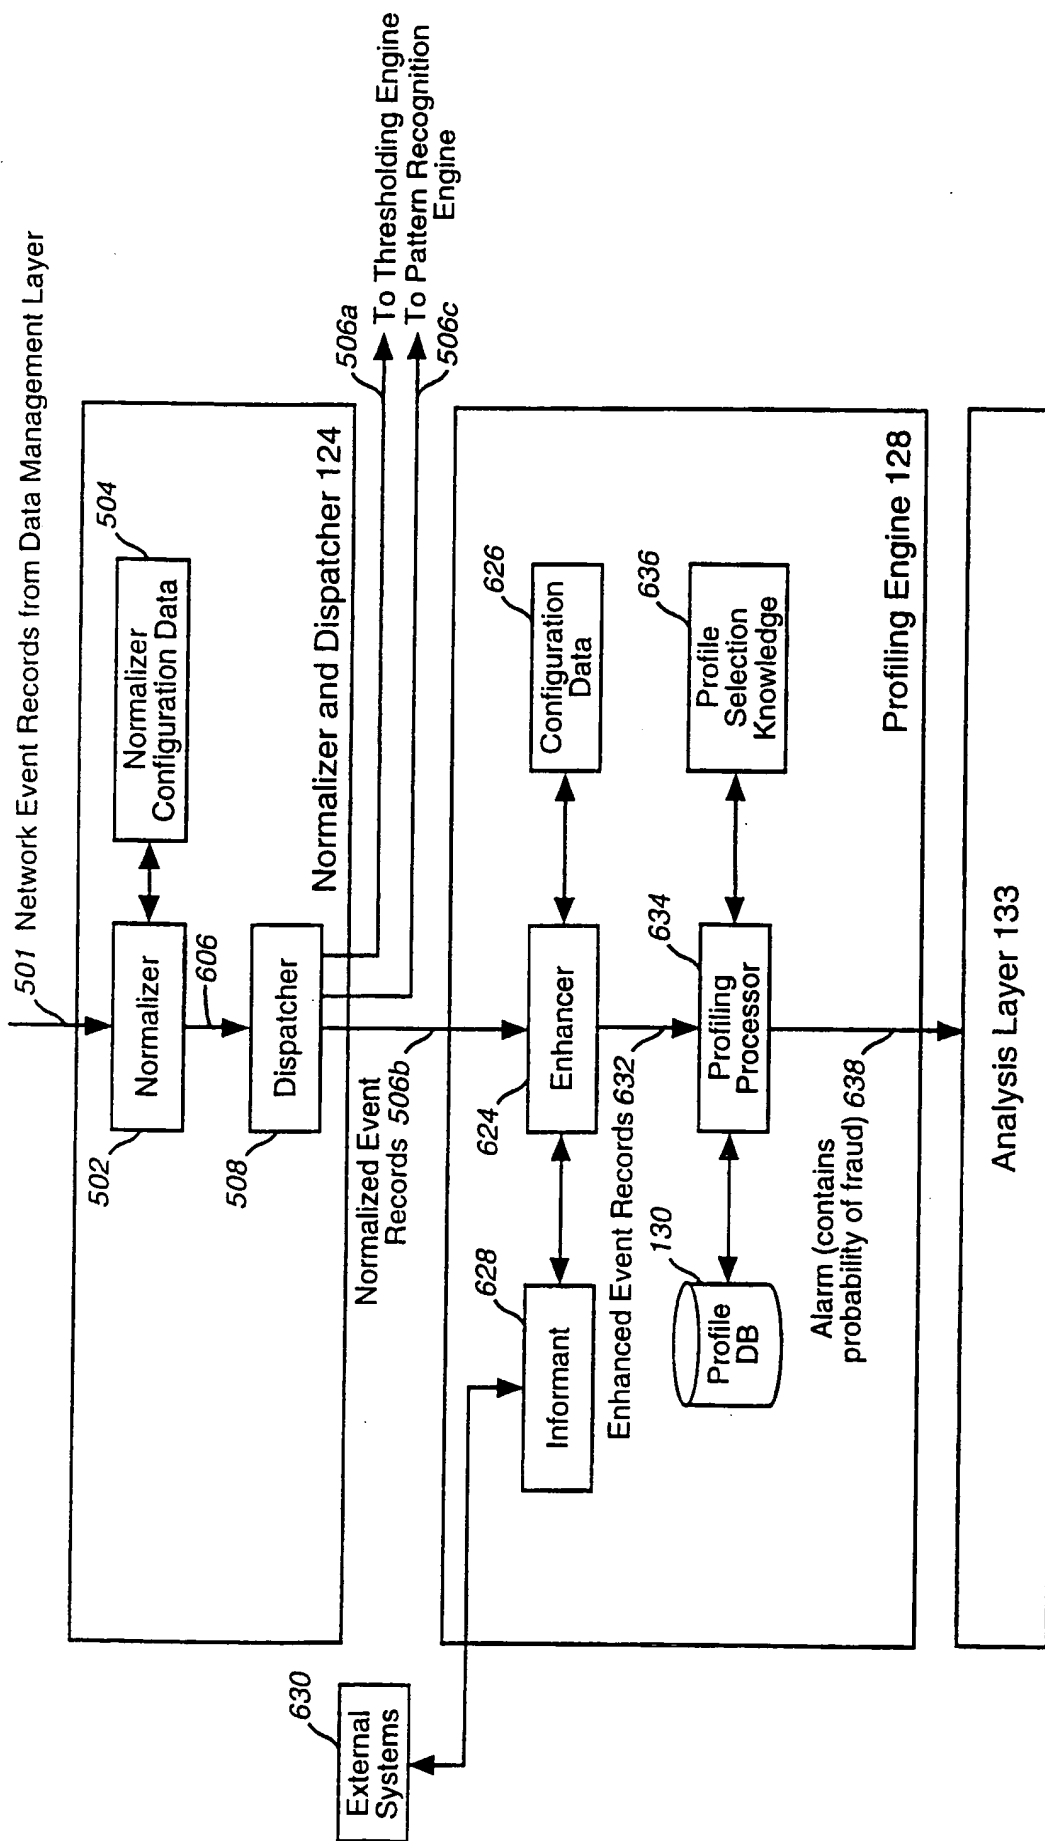 501 Network Event Records from Data Management Layer
502
Normalizer
Normalizer
Configuration Data
504
606
508
Dispatcher
Normalizer and Dispatcher 124
506a
To Thresholding Engine
To Pattern Recognition
Engine
506c
Normalized Event
Records 506b
630
External
Systems
628
Informant
624
Enhancer
626
Configuration
Data
Enhanced Event Records 632
130
Profile
DB
634
Profiling
Processor
636
Profile
Selection
Knowledge
Alarm (contains
probability of fraud) 638
Profiling Engine 128
Analysis Layer 133